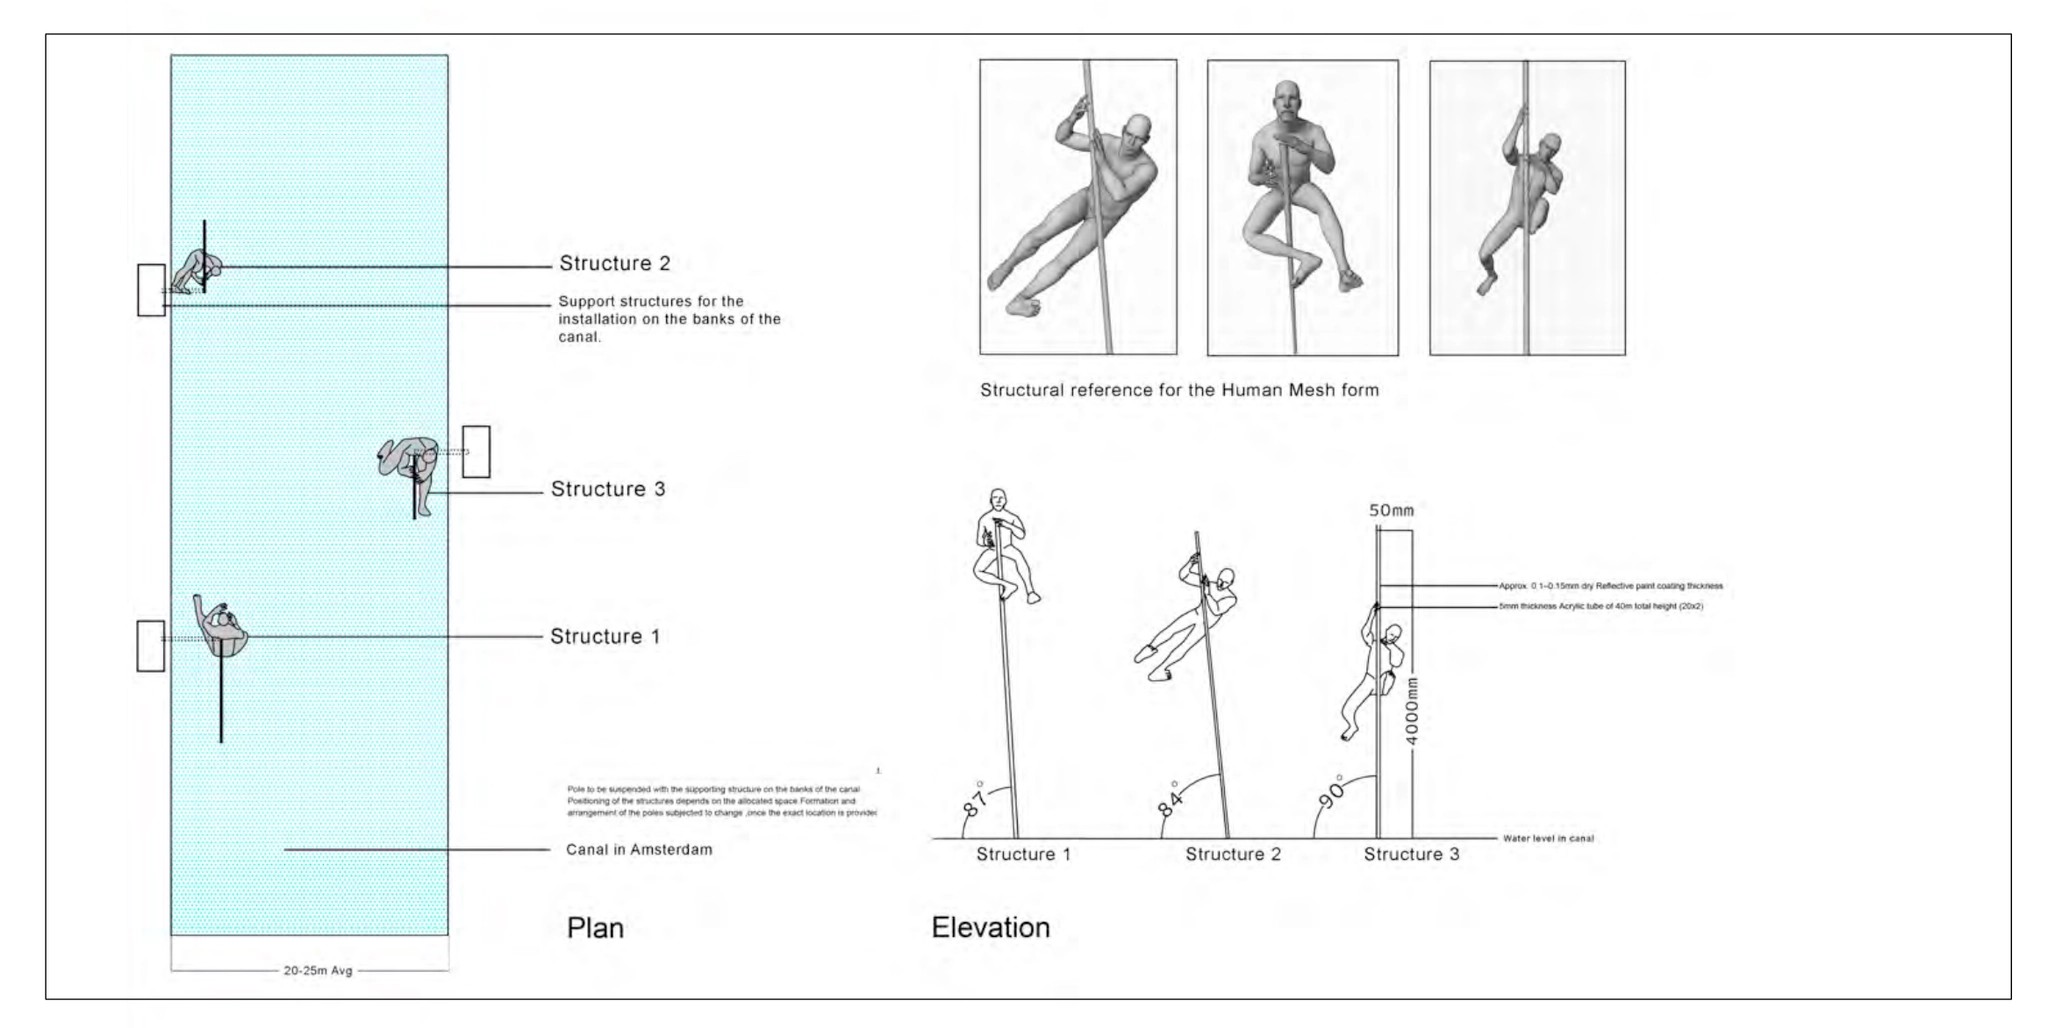 Structure 2
Support structures for the
installation on the banks of the
canal.
Structure 3
Structure 1
1.
Pole to be suspended with the supporting structure on the banks of the canal
Positioning of the structures depends on the allocated space Formation and
arrangement of the poles subjected to change ,once the exact location is provided
Canal in Amsterdam
Plan
20-25m Avg
Structural reference for the Human Mesh form
50mm
Approx. 0.1–0.15mm dry Reflective paint coating thickness
5mm thickness Acrylic tube of 40m total height (20x2)
4000mm
87°
84°
90°
Water level in canal
Structure 1
Structure 2
Structure 3
Elevation